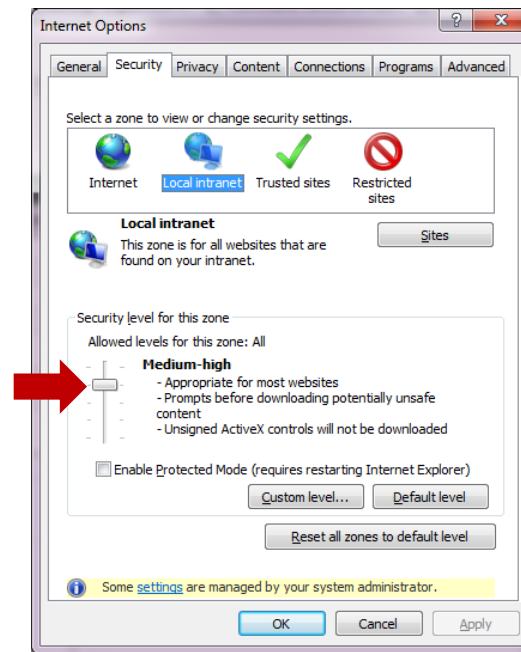 Internet Options
General Security Privacy Content Connections Programs Advanced
Select a zone to view or change security settings.
Internet Local intranet Trusted sites Restricted sites
Local intranet
This zone is for all websites that are
found on your intranet.
Sites
Security level for this zone
Allowed levels for this zone: All
Medium-high
- Appropriate for most websites
- Prompts before downloading potentially unsafe
content
- Unsigned ActiveX controls will not be downloaded
Enable Protected Mode (requires restarting Internet Explorer)
Custom level... Default level
Reset all zones to default level
Some settings are managed by your system administrator.
OK Cancel Apply